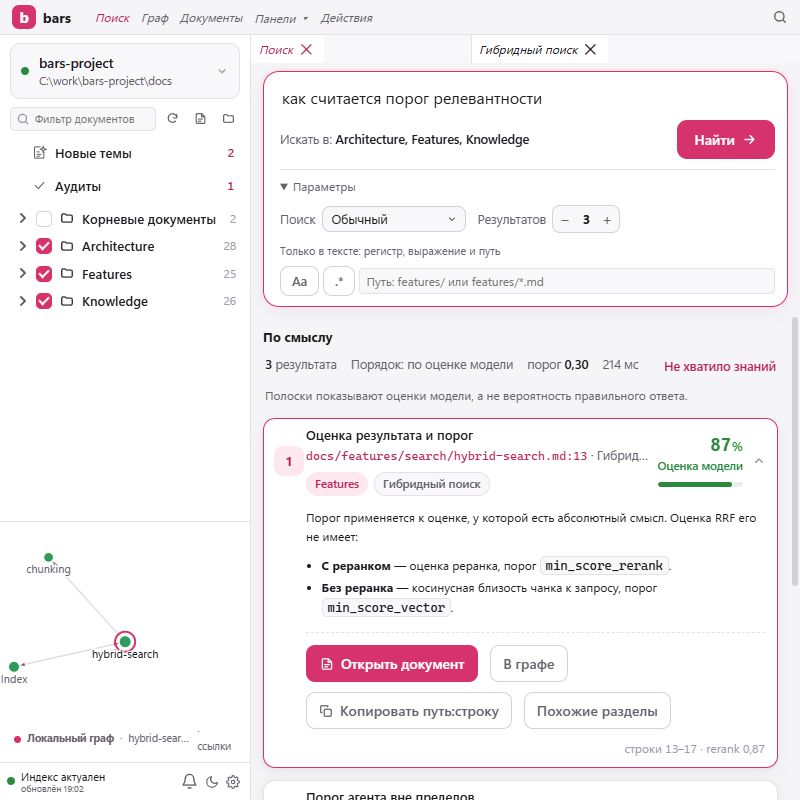 b bars Поиск Граф Документы Панели Действия
bars-project
C:\work\bars-project\docs
Фильтр документов
Новые темы 2
Аудиты 1
Корневые документы 2
Architecture 28
Features 25
Knowledge 26
chunking
hybrid-search
Index
Локальный граф · hybrid-sear... · ссылки
Индекс актуален
обновлён 19:02
Поиск
Гибридный поиск
как считается порог релевантности
Искать в: Architecture, Features, Knowledge
Найти
Параметры
Поиск Обычный Результатов − 3 +
Только в тексте: регистр, выражение и путь
Aa .* Путь: features/ или features/*.md
По смыслу
3 результата Порядок: по оценке модели порог 0,30 214 мс Не хватило знаний
Полоски показывают оценки модели, а не вероятность правильного ответа.
1
Оценка результата и порог
docs/features/search/hybrid-search.md:13 · Гибрид...
Features Гибридный поиск
87%
Оценка модели
Порог применяется к оценке, у которой есть абсолютный смысл. Оценка RRF его
не имеет:
• С реранком — оценка реранка, порог min_score_rerank.
• Без реранка — косинусная близость чанка к запросу, порог
min_score_vector.
Открыть документ В графе
Копировать путь:строку Похожие разделы
строки 13–17 · rerank 0,87
Порог агента вне пределов